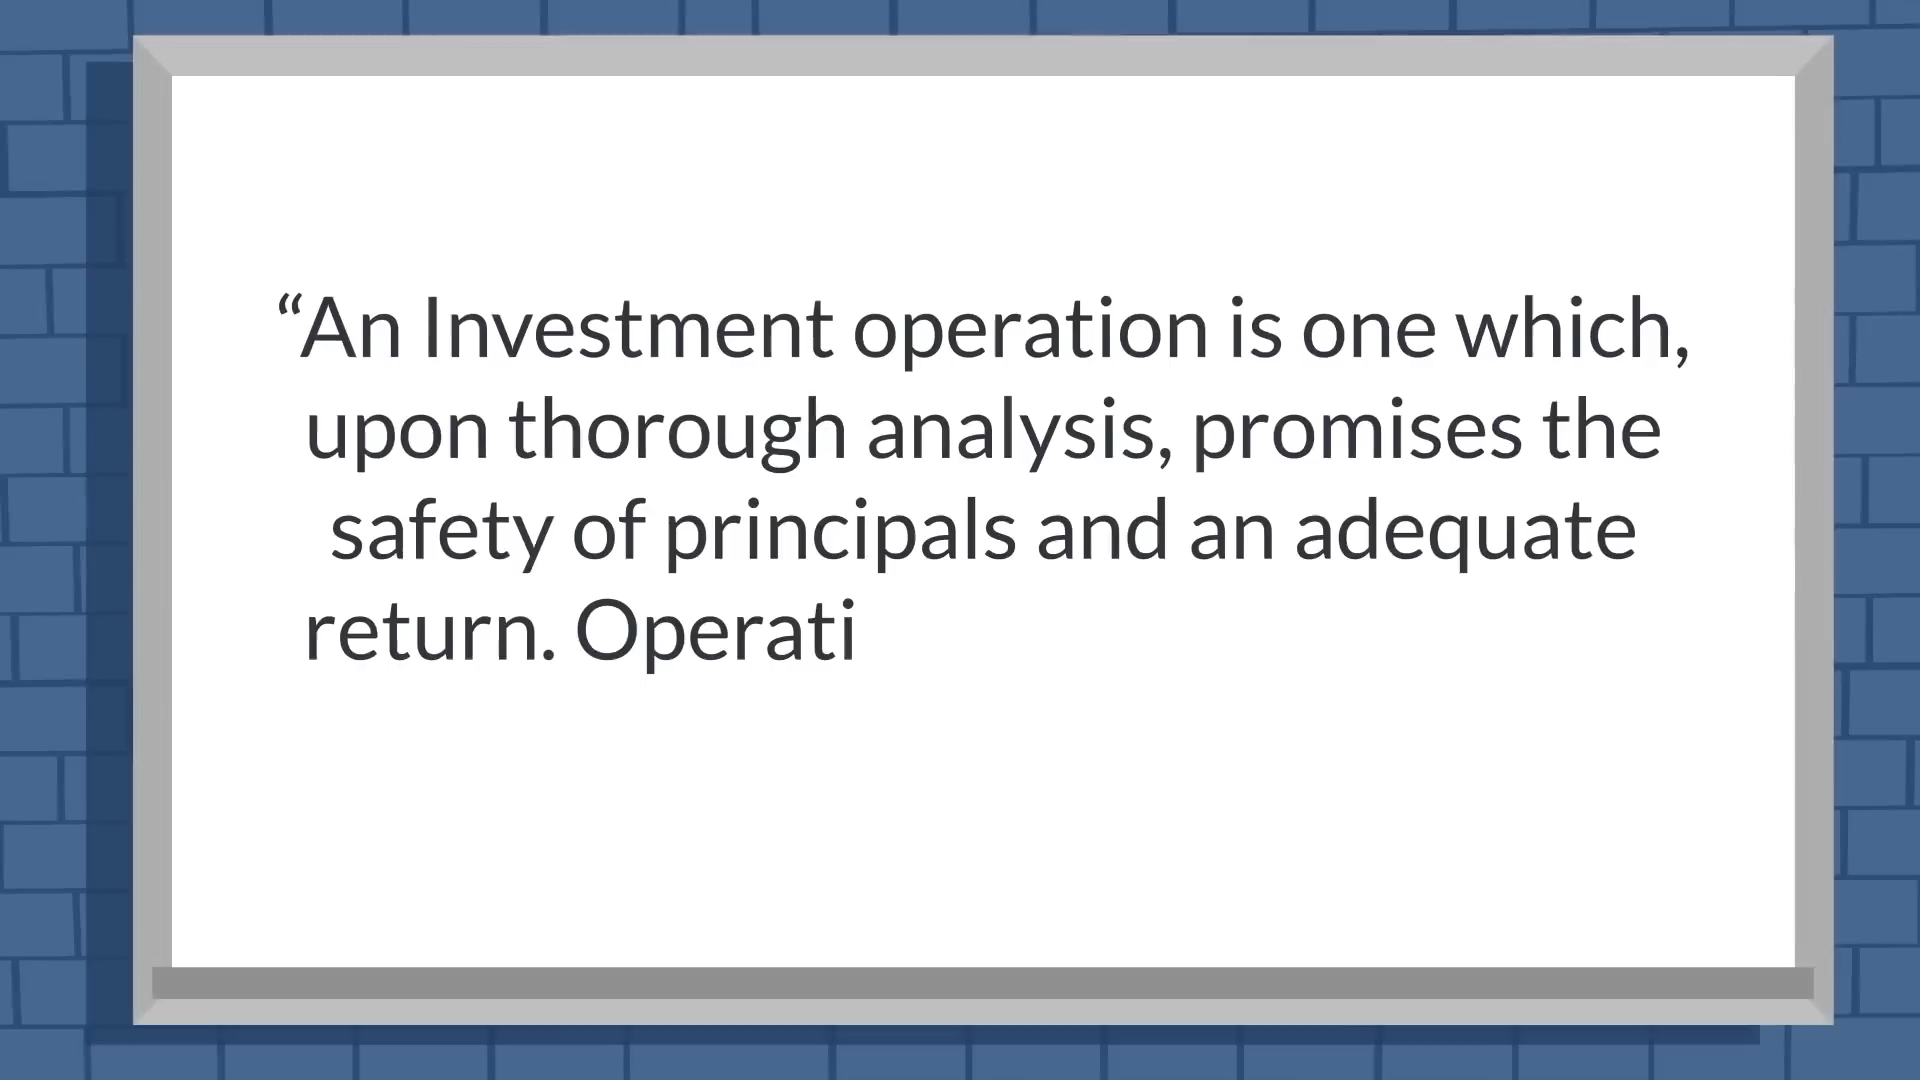 “An Investment operation is one which,
upon thorough analysis, promises the
safety of principals and an adequate
return. Operati